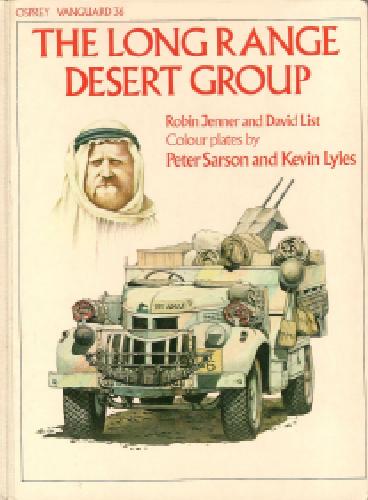 OSPREY VANGUARD 36
THE LONG RANGE
DESERT GROUP
Robin Jenner and David List
Colour plates by
Peter Sarson and Kevin Lyles